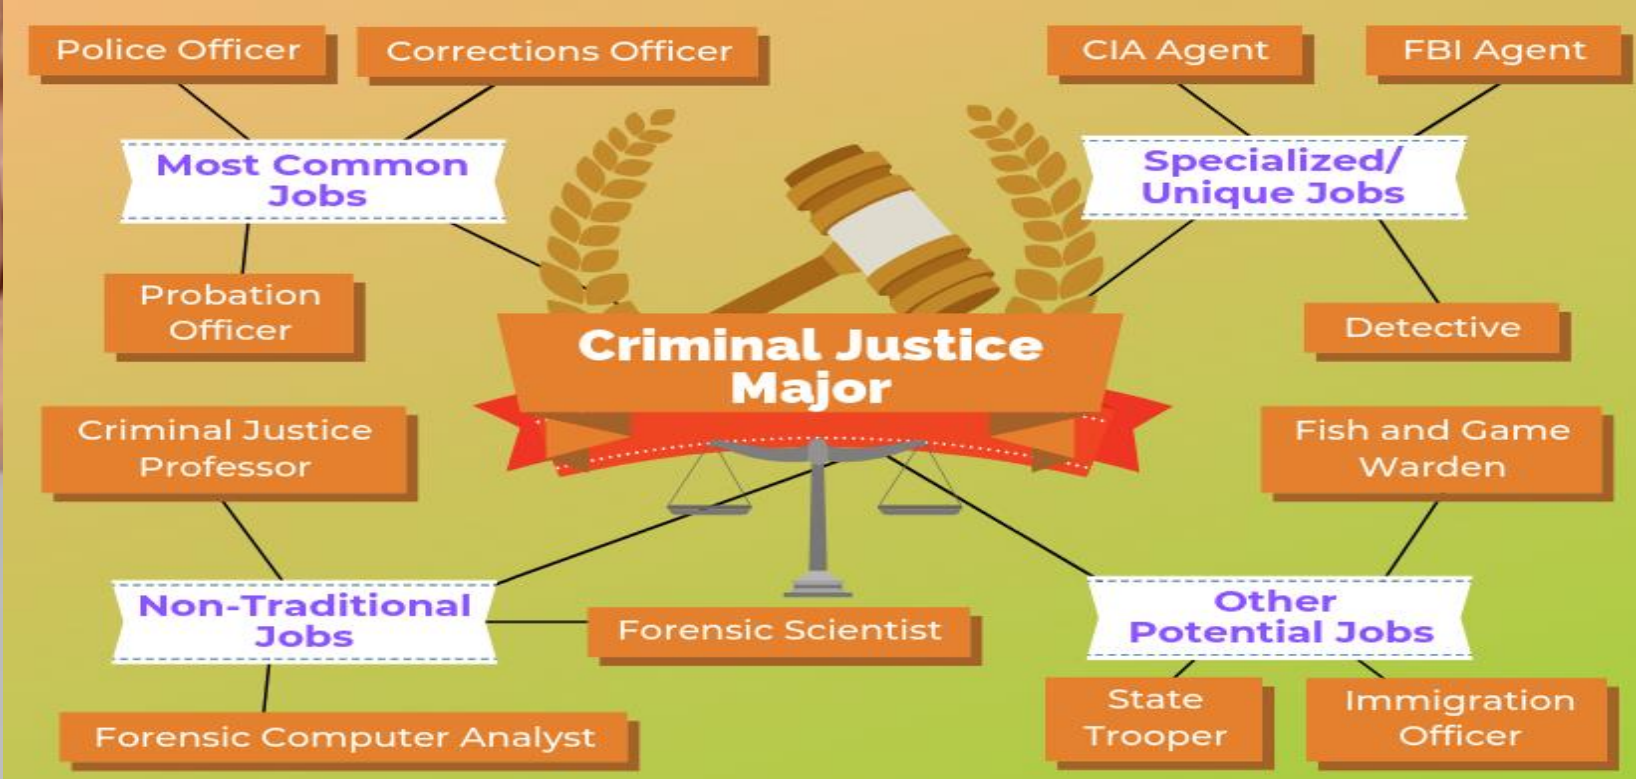 Police Officer
Corrections Officer
Most Common
Jobs
Probation
Officer
CIA Agent
FBI Agent
Specialized/
Unique Jobs
Detective
Criminal Justice
Major
Criminal Justice
Professor
Non-Traditional
Jobs
Forensic Scientist
Forensic Computer Analyst
Fish and Game
Warden
Other
Potential Jobs
State
Trooper
Immigration
Officer